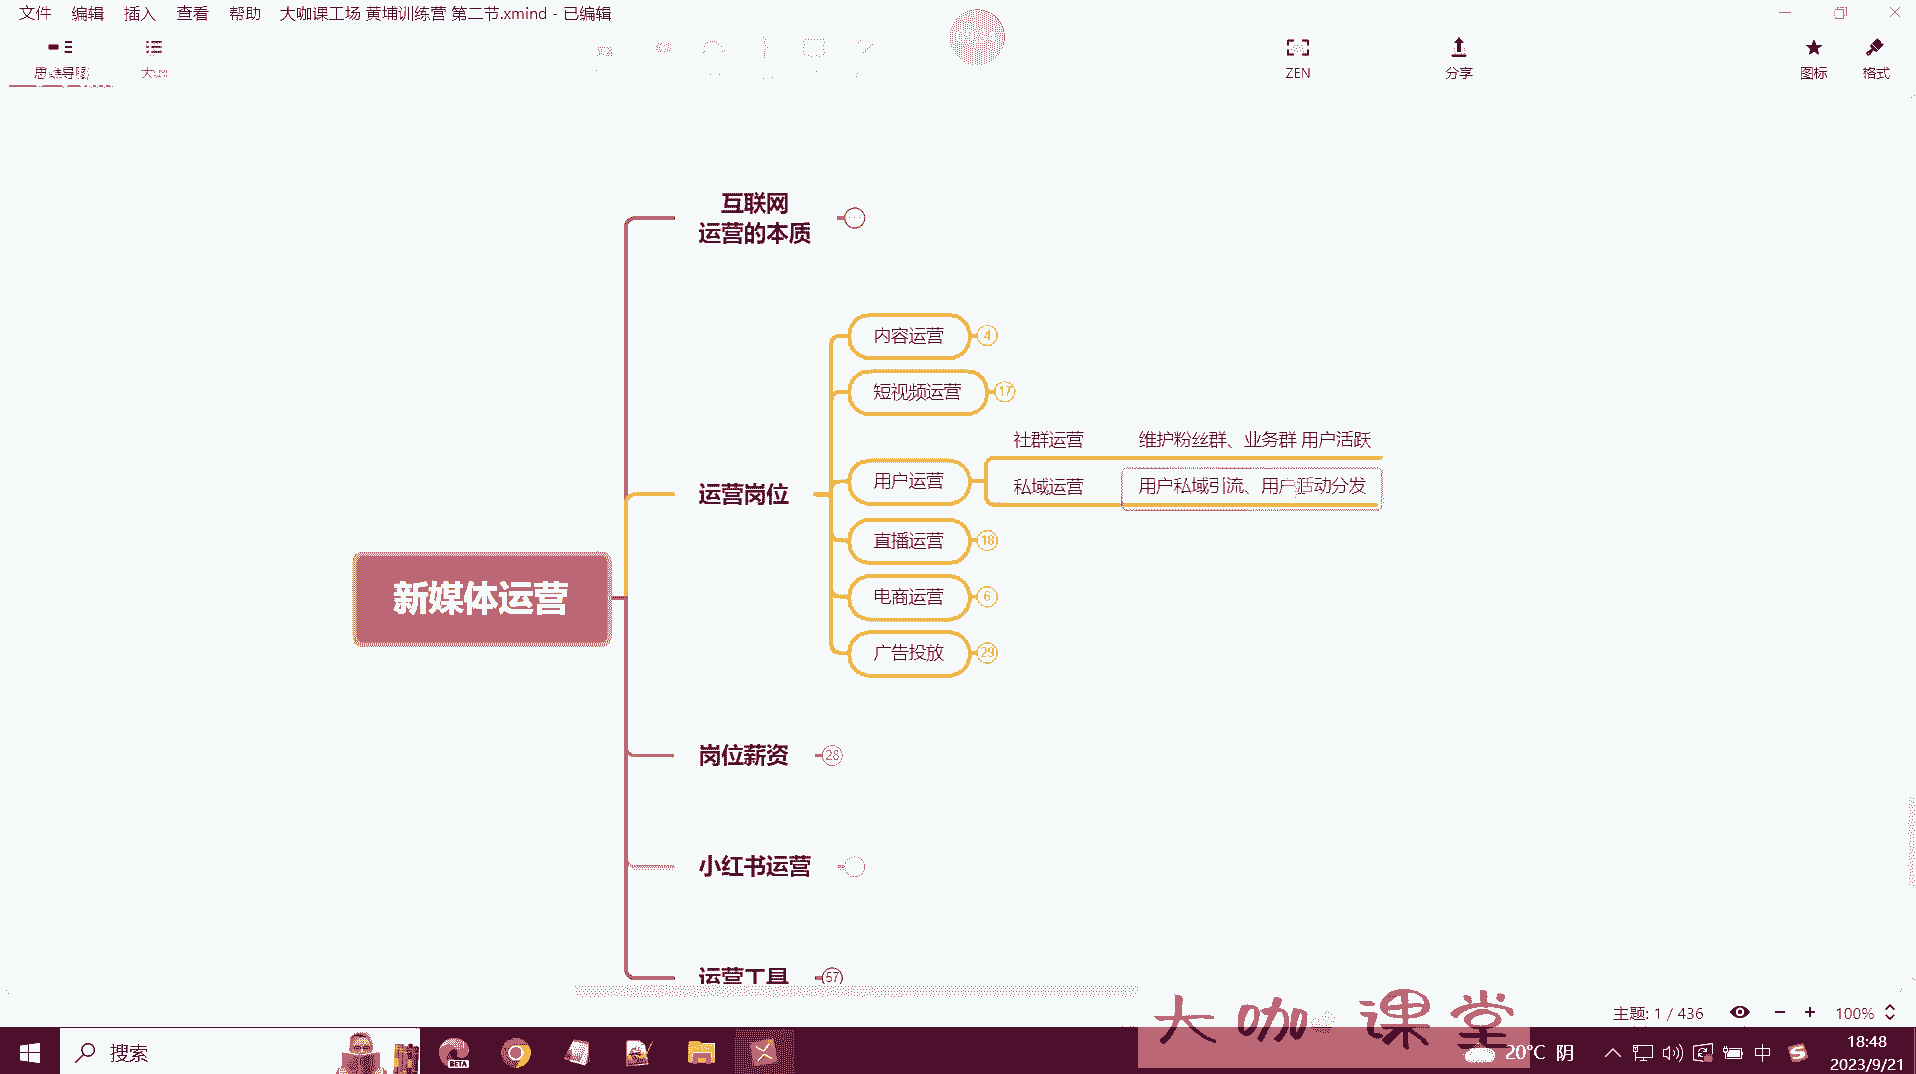 文件 编辑 插入 查看 帮助 大咖课工场 黄埔训练营 第二节.xmind - 已编辑
思维导图
ZEN 分享 图标 格式
互联网
运营的本质
内容运营 4
短视频运营 17
社群运营 维护粉丝群、业务群 用户活跃
用户运营
私域运营 用户私域引流、用户活动分发
运营岗位
直播运营 18
电商运营 6
新媒体运营
广告投放 29
岗位薪资 28
小红书运营
运营工具 57
大咖课堂
主题: 1 / 436 100%
搜索
BETA
20°C 阴
中
18:48
2023/9/21